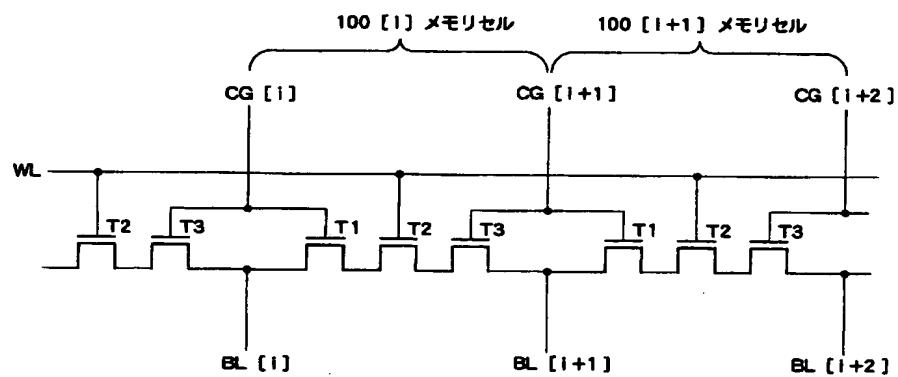 100 [i] メモリセル
100 [i+1] メモリセル
CG [i]
CG [i+1]
CG [i+2]
WL
T2
T3
T1
T2
T3
T1
T2
T3
BL [i]
BL [i+1]
BL [i+2]